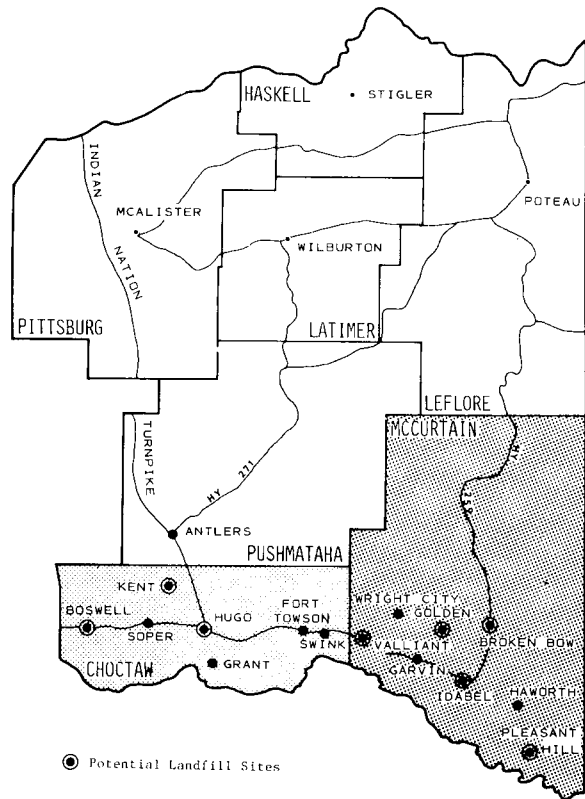 HASKELL
STIGLER
INDIAN
NATION
MCALISTER
POTEAU
WILBURTON
PITTSBURG
LATIMER
LEFLORE
MCCURTAIN
TURNPIKE
HY 271
HY 259
ANTLERS
PUSHMATAHA
KENT
BOSWELL
SOPER
HUGO
FORT
TOWSON
SWINK
WRIGHT CITY
GOLDEN
VALLIANT
BROKEN BOW
GARVIN
CHOCTAW
GRANT
IDABEL
HAWORTH
PLEASANT
HILL
Potential Landfill Sites